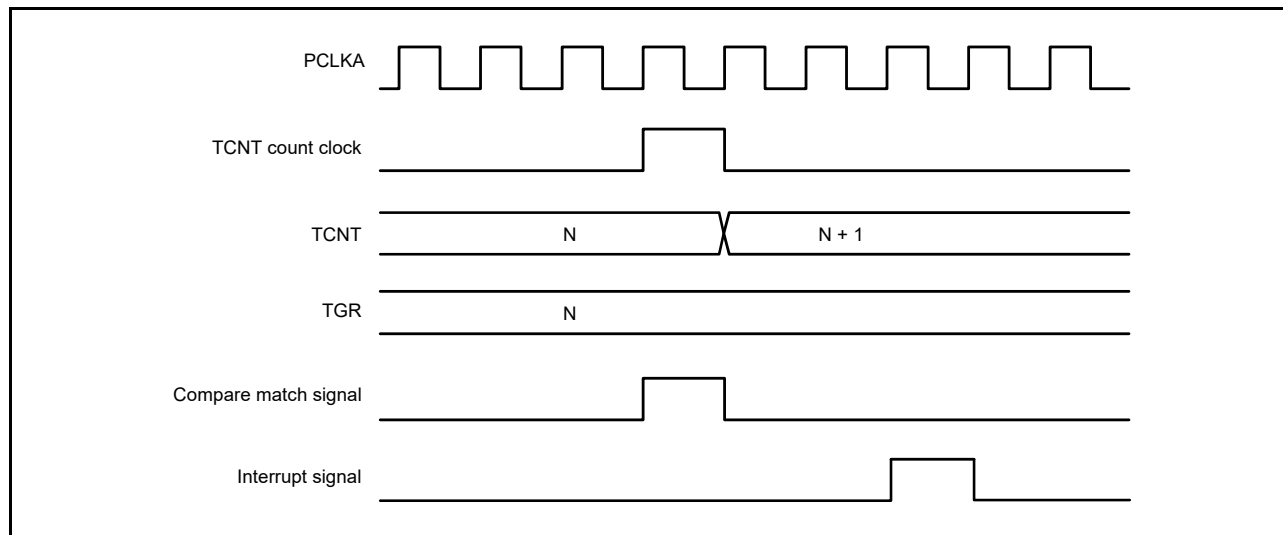 PCLKA
TCNT count clock
TCNT
N
N + 1
TGR
N
Compare match signal
Interrupt signal